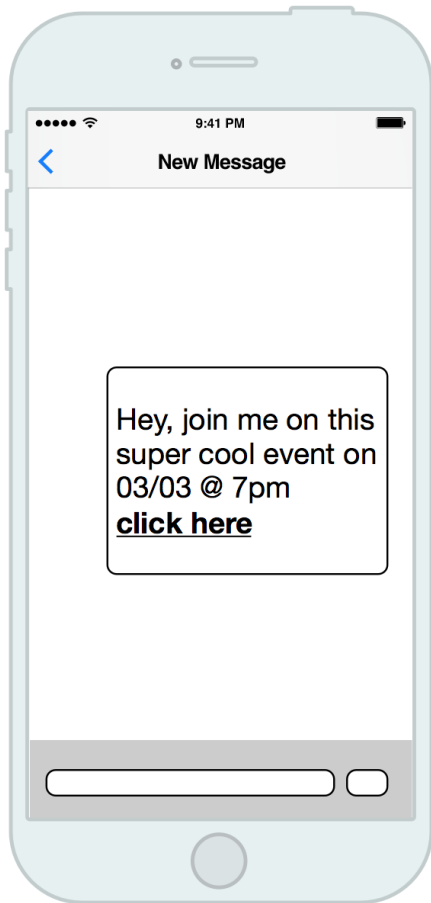 9:41 PM
New Message
Hey, join me on this
super cool event on
03/03 @ 7pm
click here